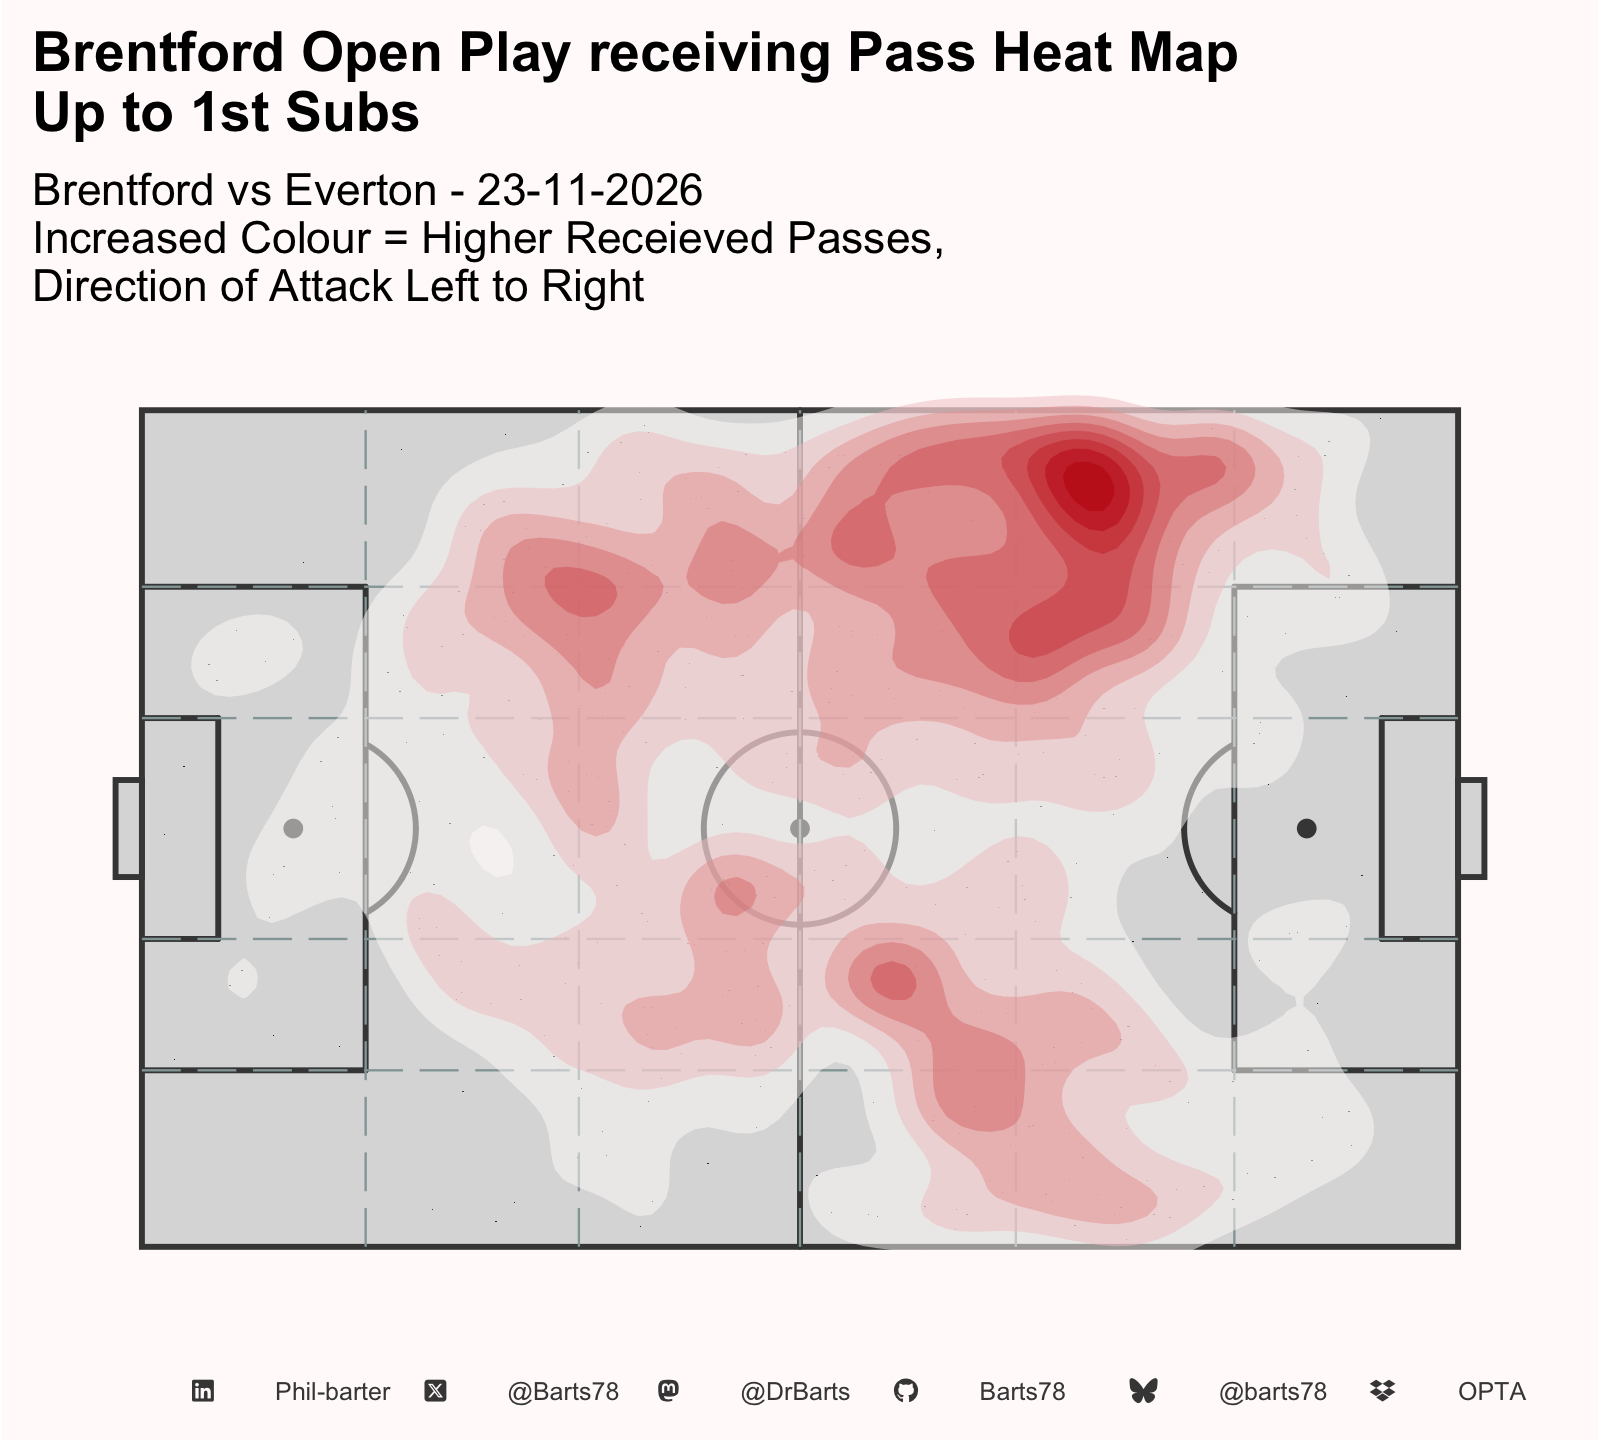 Brentford Open Play receiving Pass Heat Map
Up to 1st Subs
Brentford vs Everton - 23-11-2026
Increased Colour = Higher Receieved Passes,
Direction of Attack Left to Right
Phil-barter @Barts78 @DrBarts Barts78 @barts78 OPTA